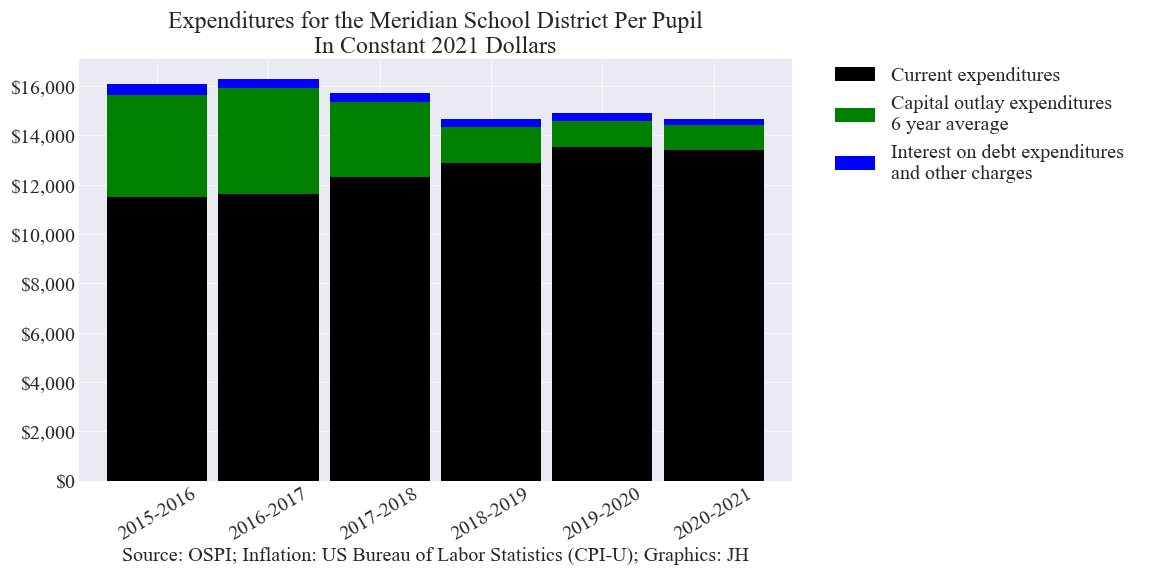 Expenditures for the Meridian School District Per Pupil
In Constant 2021 Dollars
$16,000
$14,000
$12,000
$10,000
$8,000
$6,000
$4,000
$2,000
$0
2015-2016
2016-2017
2017-2018
2018-2019
2019-2020
2020-2021
Source: OSPI; Inflation: US Bureau of Labor Statistics (CPI-U); Graphics: JH
Current expenditures
Capital outlay expenditures
6 year average
Interest on debt expenditures
and other charges